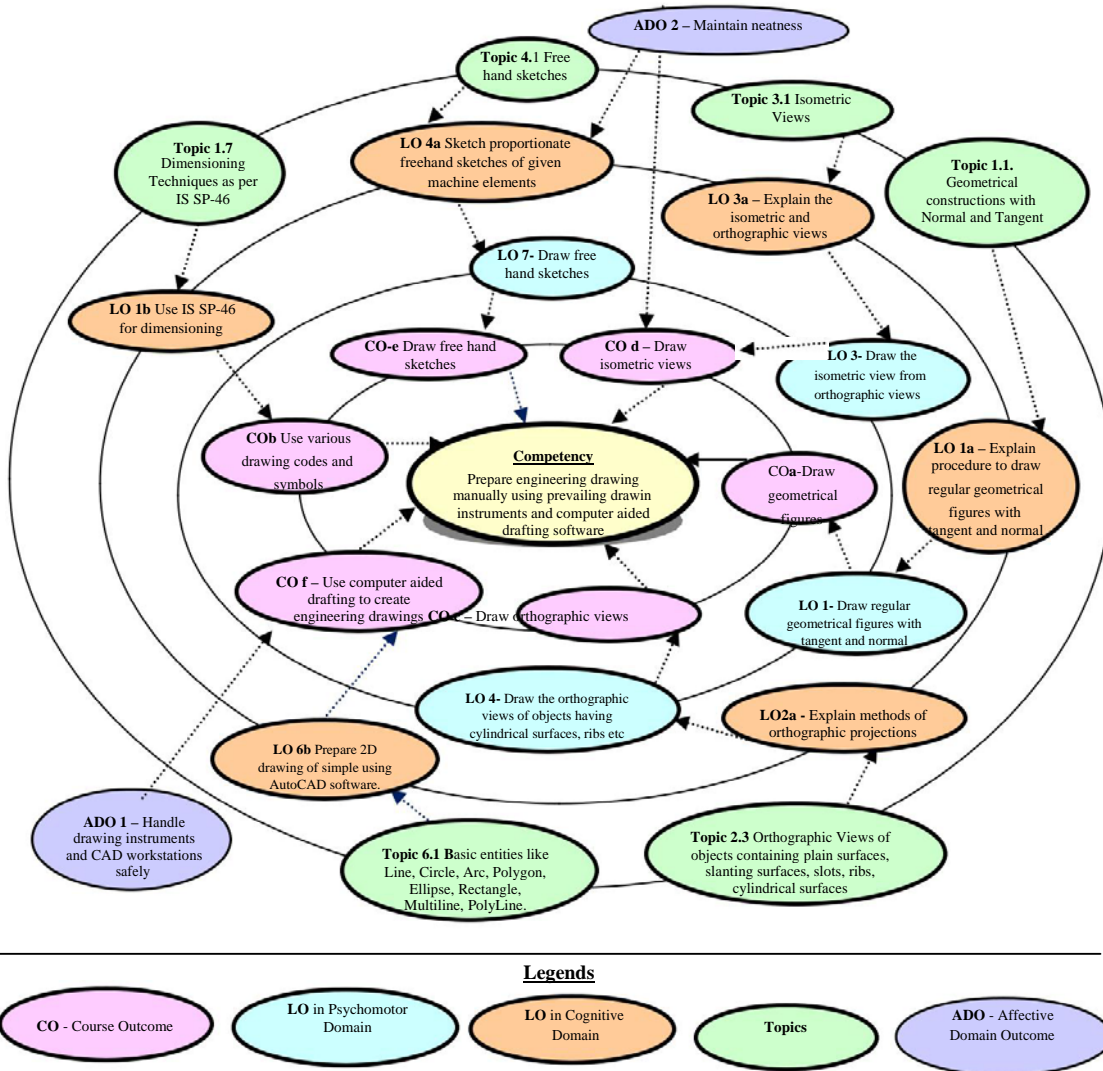 ADO 2 – Maintain neatness
Topic 4.1 Free
hand sketches
Topic 3.1 Isometric
Views
Topic 1.7
Dimensioning
Techniques as per
IS SP-46
LO 4a Sketch proportionate
freehand sketches of given
machine elements
Topic 1.1.
Geometrical
constructions with
Normal and Tangent
LO 3a – Explain the
isometric and
orthographic views
LO 7- Draw free
hand sketches
LO 1b Use IS SP-46
for dimensioning
CO-e Draw free hand
sketches
CO d – Draw
isometric views
LO 3- Draw the
isometric view from
orthographic views
COb Use various
drawing codes and
symbols
Competency
Prepare engineering drawing
manually using prevailing drawin
instruments and computer aided
drafting software
COa-Draw
geometrical
figures
LO 1a – Explain
procedure to draw
regular geometrical
figures with
tangent and normal
CO f – Use computer aided
drafting to create
engineering drawings CO c – Draw orthographic views
LO 1- Draw regular
geometrical figures with
tangent and normal
LO 4- Draw the orthographic
views of objects having
cylindrical surfaces, ribs etc
LO2a - Explain methods of
orthographic projections
LO 6b Prepare 2D
drawing of simple using
AutoCAD software.
ADO 1 – Handle
drawing instruments
and CAD workstations
safely
Topic 6.1 Basic entities like
Line, Circle, Arc, Polygon,
Ellipse, Rectangle,
Multiline, PolyLine.
Topic 2.3 Orthographic Views of
objects containing plain surfaces,
slanting surfaces, slots, ribs,
cylindrical surfaces
Legends
CO - Course Outcome
LO in Psychomotor
Domain
LO in Cognitive
Domain
Topics
ADO - Affective
Domain Outcome